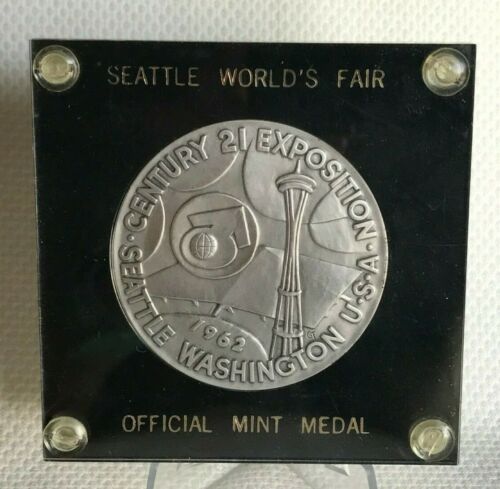 SEATTLE WORLD'S FAIR
CENTURY 21 EXPOSITION
SEATTLE WASHINGTON U·S·A·
1962
OFFICIAL MINT MEDAL